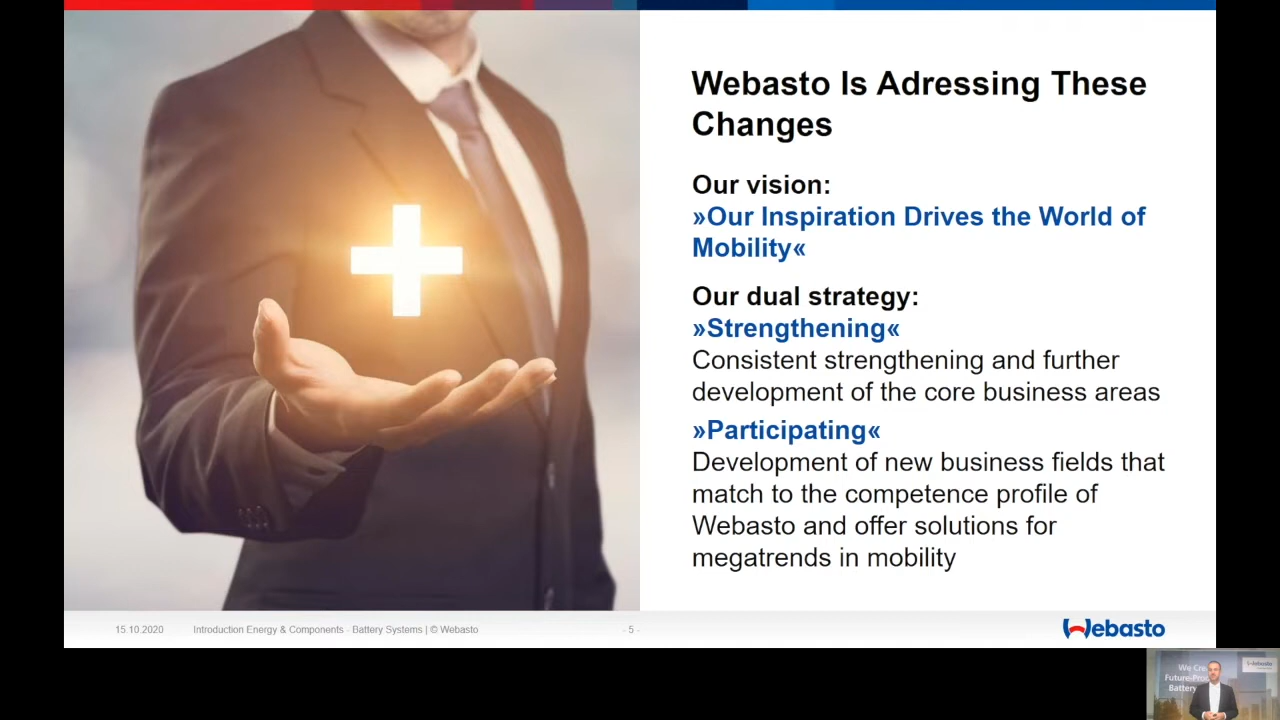 Webasto Is Adressing These
Changes
Our vision:
»Our Inspiration Drives the World of
Mobility«
Our dual strategy:
»Strengthening«
Consistent strengthening and further
development of the core business areas
»Participating«
Development of new business fields that
match to the competence profile of
Webasto and offer solutions for
megatrends in mobility
15.10.2020 Introduction Energy & Components - Battery Systems | © Webasto - 5 -
Webasto
We
Webasto
Battery